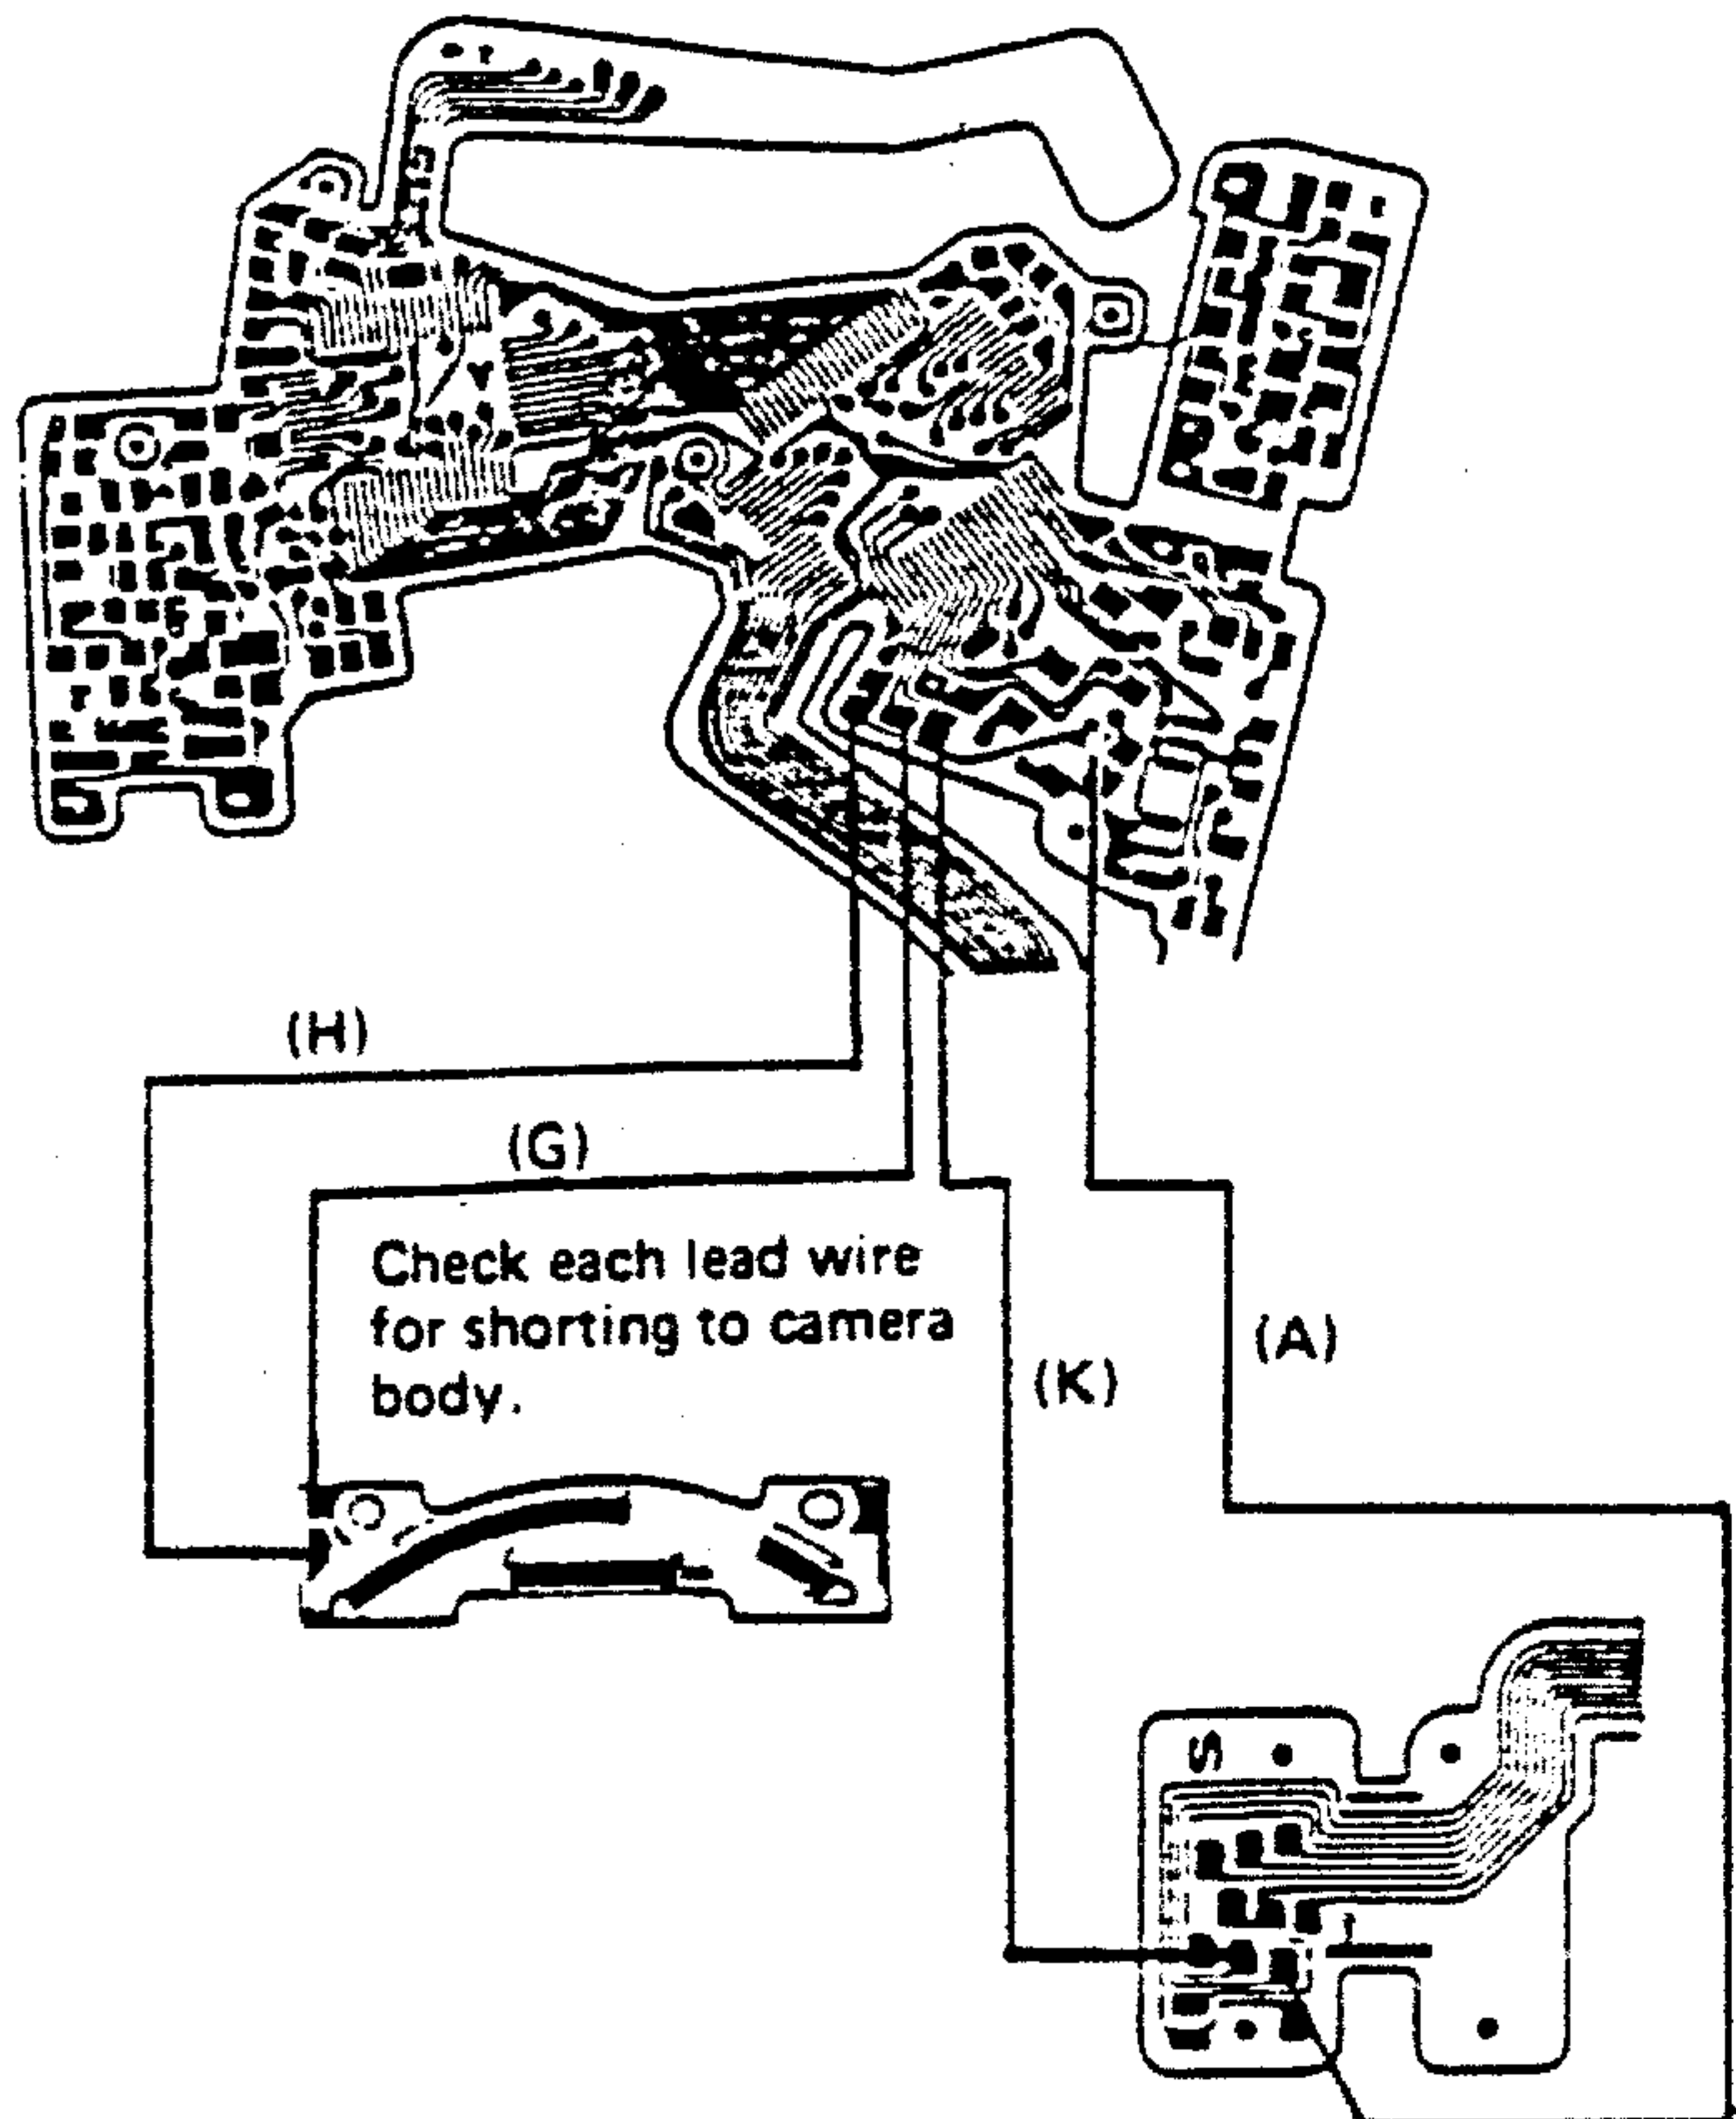 (H)
(G)
Check each lead wire
for shorting to camera
body.
(A)
(K)
S